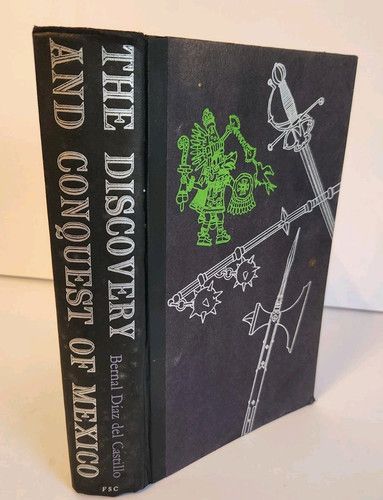 THE DISCOVERY
AND CONQUEST OF MEXICO
Bernal Díaz del Castillo
FSC